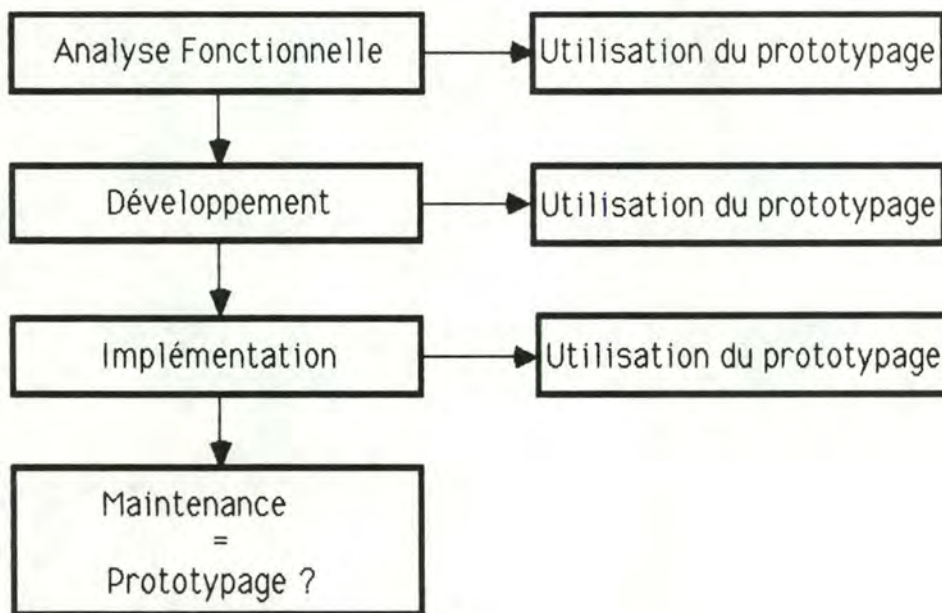 Analyse Fonctionnelle
Utilisation du prototypage
Développement
Utilisation du prototypage
Implémentation
Utilisation du prototypage
Maintenance
=
Prototypage ?